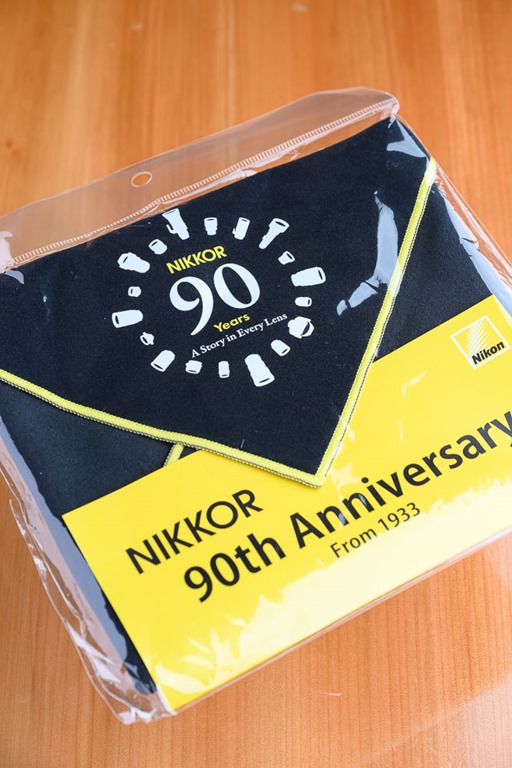 NIKKOR
90
Years
A Story in Every Lens
Nikon
NIKKOR
90th Anniversary
From 1933